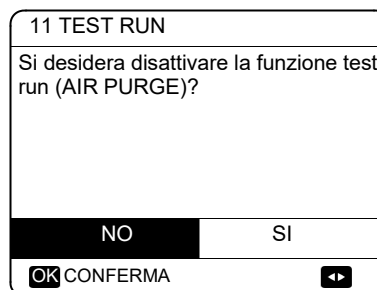 11 TEST RUN
Si desidera disattivare la funzione test
run (AIR PURGE)?
NO SI
OK CONFERMA